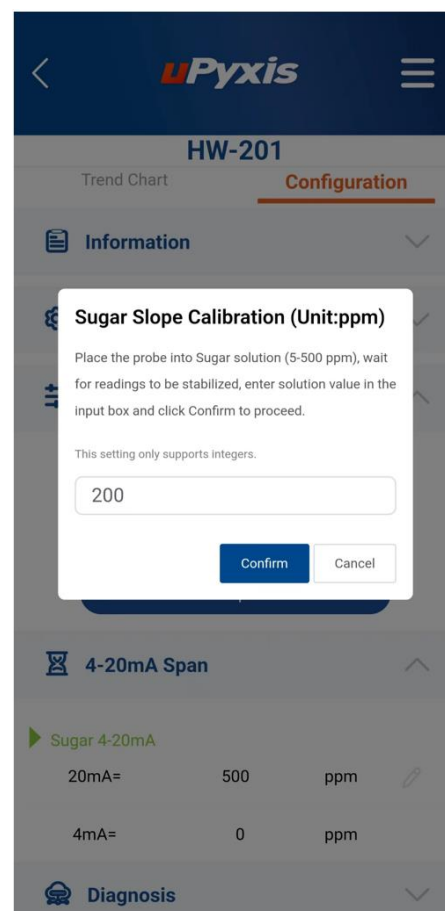 uPyxis
HW-201
Trend Chart
Configuration
Information
Sugar Slope Calibration (Unit:ppm)
Place the probe into Sugar solution (5-500 ppm), wait
for readings to be stabilized, enter solution value in the
input box and click Confirm to proceed.
This setting only supports integers.
200
Confirm
Cancel
4-20mA Span
Sugar 4-20mA
20mA= 500 ppm
4mA= 0 ppm
Diagnosis